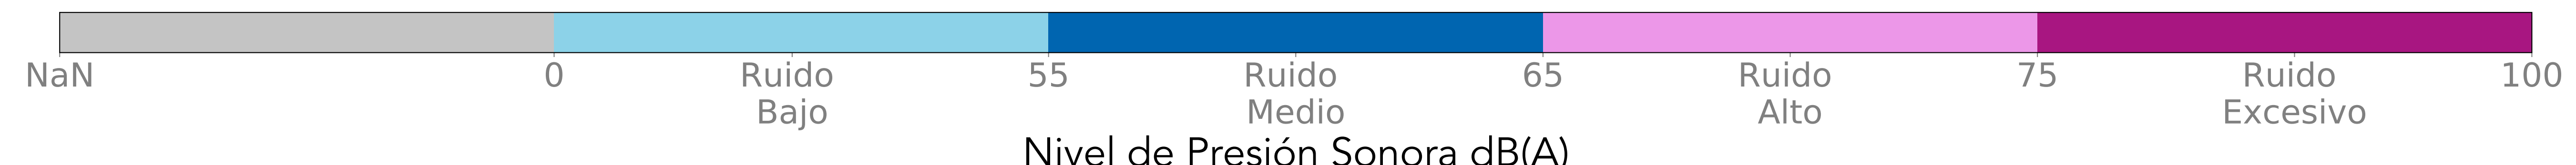 NaN 0 Ruido 55 Ruido 65 Ruido 75 Ruido 100
Bajo Medio Alto Excesivo
Nivel de Presión Sonora dB(A)